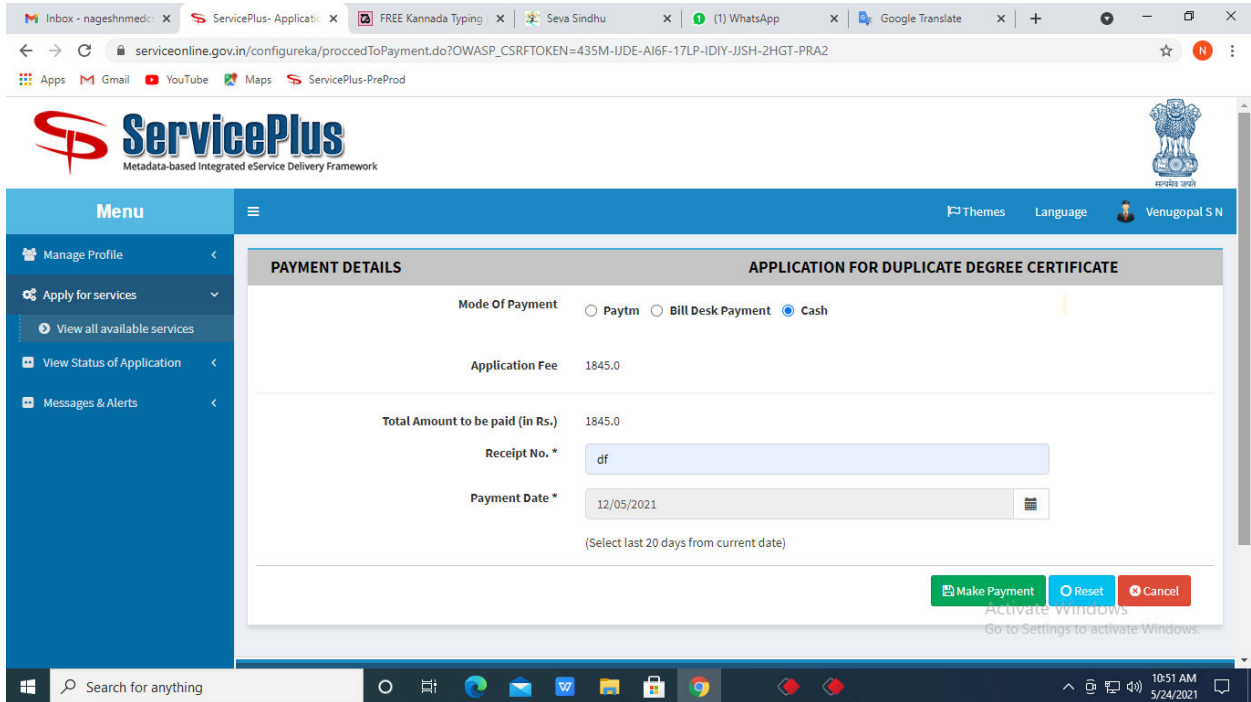 Inbox - nageshnmedc
ServicePlus- Applicatic
FREE Kannada Typing
Seva Sindhu
(1) WhatsApp
Google Translate
serviceonline.gov.in/configureka/proccedToPayment.do?OWASP_CSRFTOKEN=435M-IJDE-AI6F-17LP-IDIY-JJSH-2HGT-PRA2
N
Apps Gmail YouTube Maps ServicePlus-PreProd
ServicePlus
Metadata-based Integrated eService Delivery Framework
सत्यमेव जयते
Menu
Themes Language Venugopal S N
Manage Profile
Apply for services
View all available services
View Status of Application
Messages & Alerts
PAYMENT DETAILS APPLICATION FOR DUPLICATE DEGREE CERTIFICATE
Mode Of Payment Paytm Bill Desk Payment Cash
Application Fee 1845.0
Total Amount to be paid (in Rs.) 1845.0
Receipt No. * df
Payment Date * 12/05/2021
(Select last 20 days from current date)
Make Payment Reset Cancel
Activate Windows
Go to Settings to activate Windows.
Search for anything
10:51 AM
5/24/2021